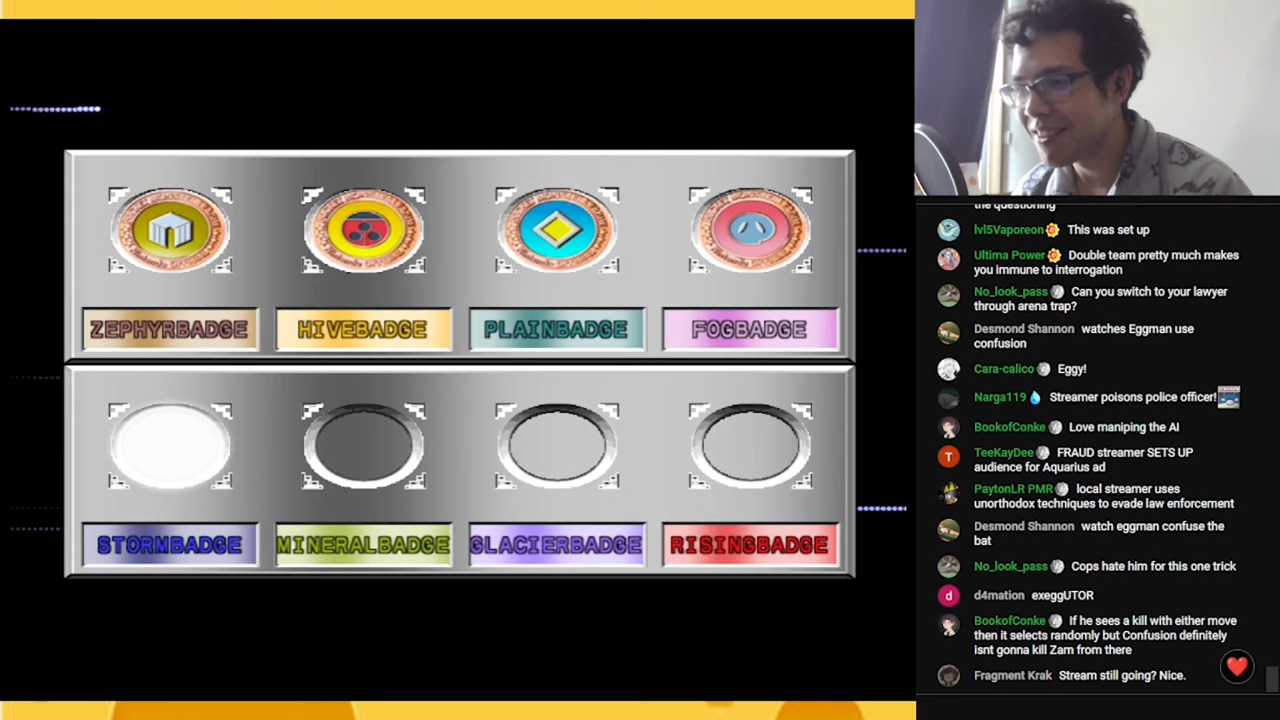 ZEPHYRBADGE
HIVEBADGE
PLAINBADGE
FOGBADGE
STORMBADGE
MINERALBADGE
GLACIERBADGE
RISINGBADGE
the questioning
lvl5Vaporeon This was set up
Ultima Power Double team pretty much makes
you immune to interrogation
No_look_pass Can you switch to your lawyer
through arena trap?
Desmond Shannon watches Eggman use
confusion
Cara-calico Eggy!
Narga119 Streamer poisons police officer!
BookofConke Love maniping the AI
T
TeeKayDee FRAUD streamer SETS UP
audience for Aquarius ad
PaytonLR PMR local streamer uses
unorthodox techniques to evade law enforcement
Desmond Shannon watch eggman confuse the
bat
No_look_pass Cops hate him for this one trick
d
d4mation exeggUTOR
BookofConke If he sees a kill with either move
then it selects randomly but Confusion definitely
isnt gonna kill Zam from there
Fragment Krak Stream still going? Nice.